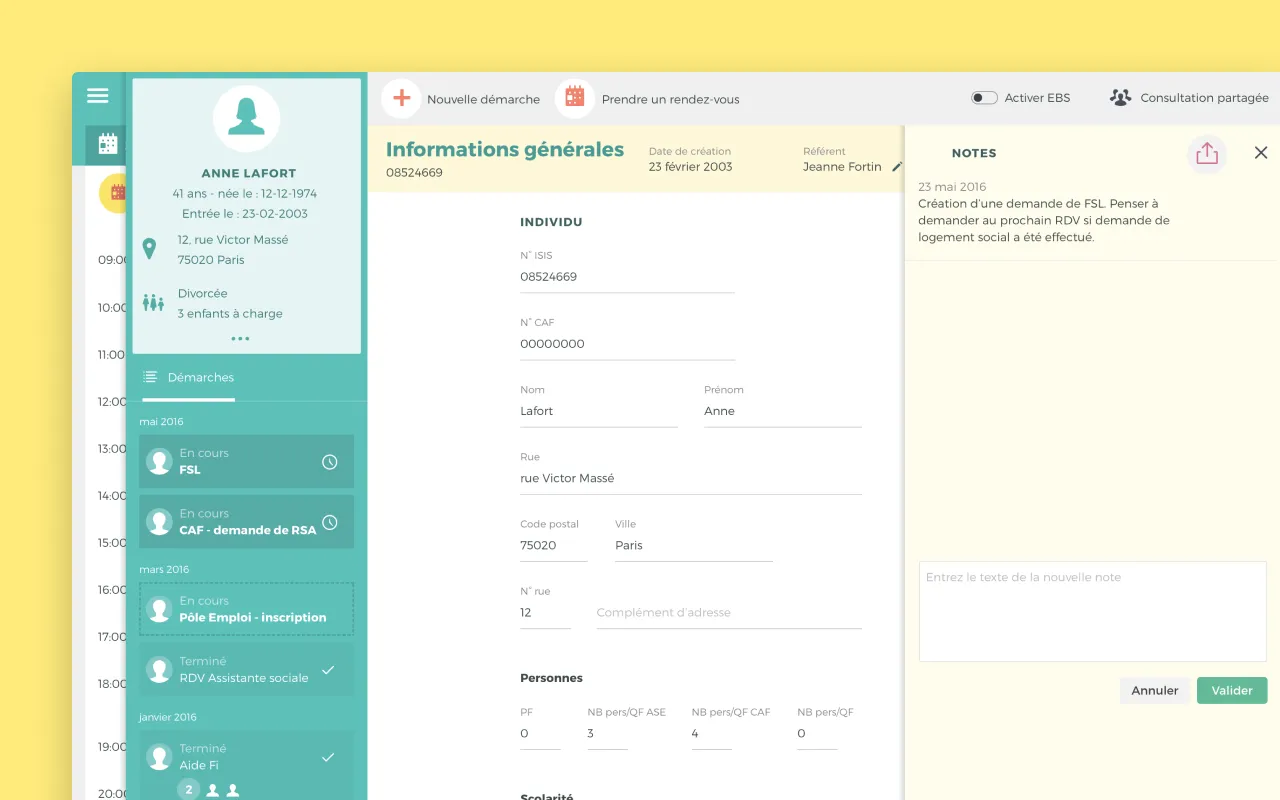 Nouvelle démarche
Prendre un rendez-vous
Activer EBS
Consultation partagée
09:00
10:00
11:00
12:00
13:00
14:00
15:00
16:00
17:00
18:00
19:00
20:00
ANNE LAFORT
41 ans - née le : 12-12-1974
Entrée le : 23-02-2003
12, rue Victor Massé
75020 Paris
Divorcée
3 enfants à charge
Démarches
mai 2016
En cours
FSL
En cours
CAF - demande de RSA
mars 2016
En cours
Pôle Emploi - inscription
Terminé
RDV Assistante sociale
janvier 2016
Terminé
Aide Fi
2
Informations générales
08524669
Date de création
23 février 2003
Référent
Jeanne Fortin
INDIVIDU
N° ISIS
08524669
N° CAF
00000000
Nom
Lafort
Prénom
Anne
Rue
rue Victor Massé
Code postal
75020
Ville
Paris
N° rue
12
Complément d'adresse
Personnes
PF
0
NB pers/QF ASE
3
NB pers/QF CAF
4
NB pers/QF
0
Scolarité
NOTES
23 mai 2016
Création d'une demande de FSL. Penser à
demander au prochain RDV si demande de
logement social a été effectué.
Entrez le texte de la nouvelle note
Annuler
Valider